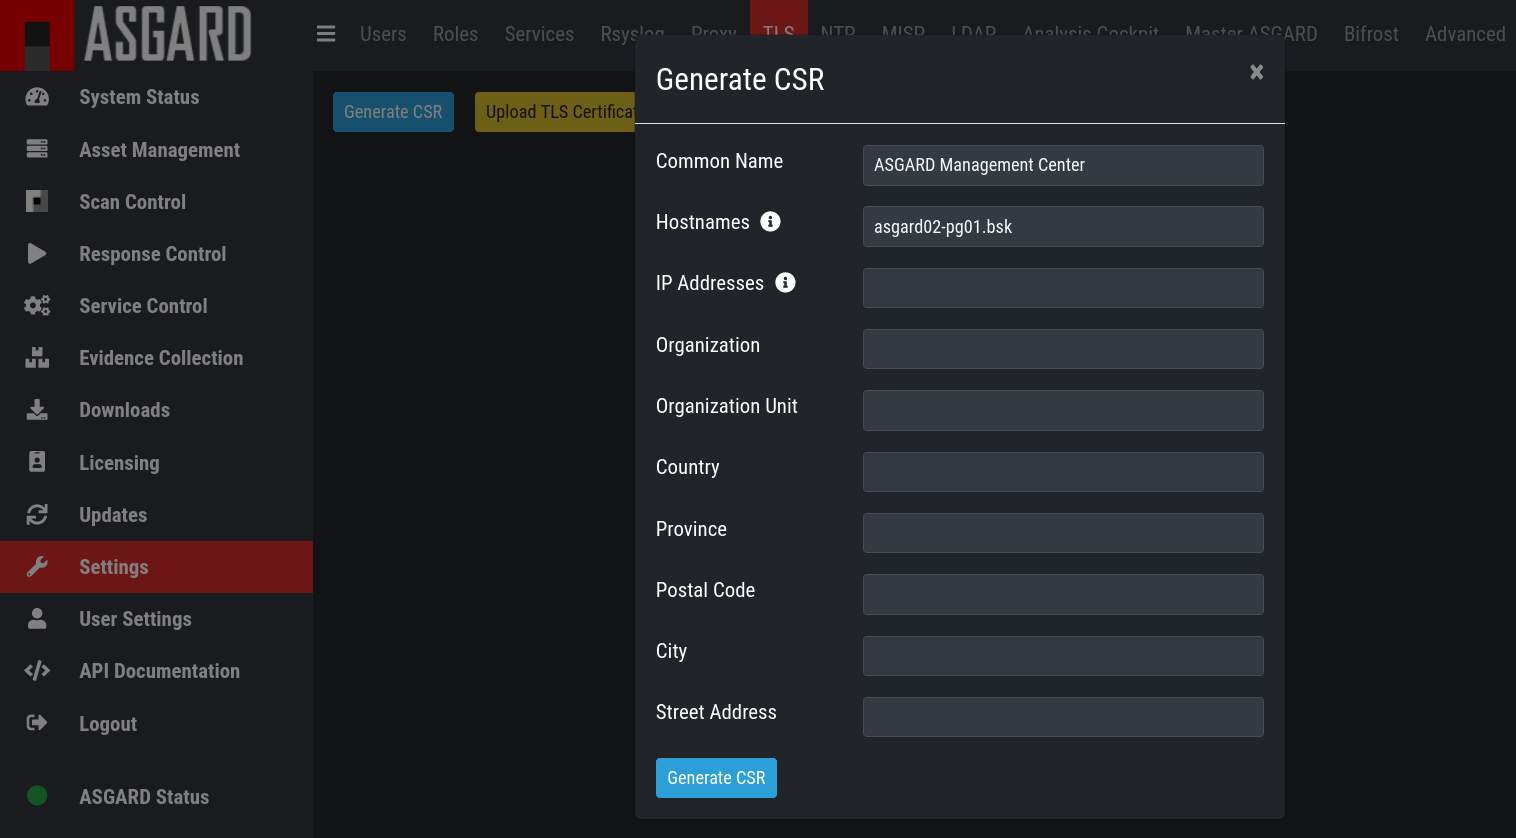 ASGARD
Users Roles Services Rsyslog Proxy TLS NTP MISP LDAP Analysis Cockpit Master ASGARD Bifrost Advanced
System Status
Asset Management
Scan Control
Response Control
Service Control
Evidence Collection
Downloads
Licensing
Updates
Settings
User Settings
API Documentation
Logout
ASGARD Status
Generate CSR Upload TLS Certificat
Generate CSR ×
Common Name ASGARD Management Center
Hostnames asgard02-pg01.bsk
IP Addresses
Organization
Organization Unit
Country
Province
Postal Code
City
Street Address
Generate CSR